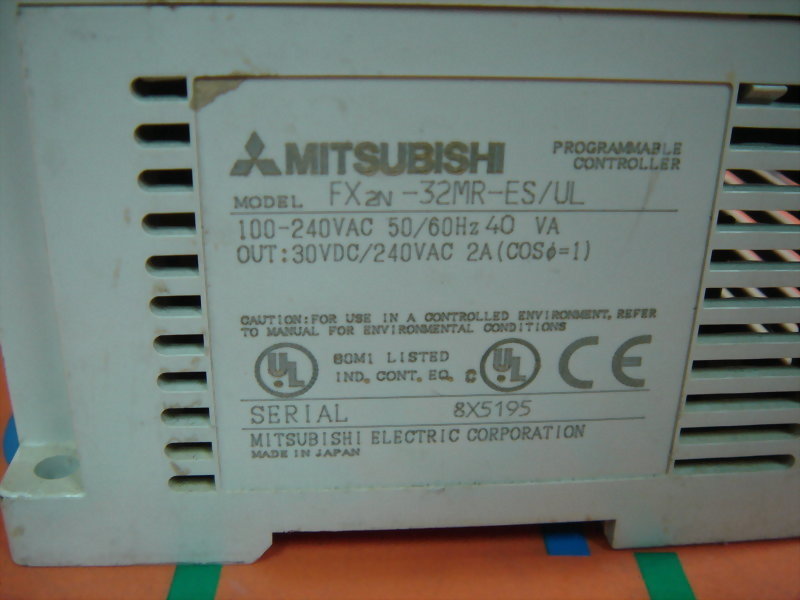 MITSUBISHI
PROGRAMMABLE
CONTROLLER
MODEL FX2N-32MR-ES/UL
100-240VAC 50/60Hz 40 VA
OUT:30VDC/240VAC 2A(COSφ=1)
CAUTION:FOR USE IN A CONTROLLED ENVIRONMENT, REFER
TO MANUAL FOR ENVIRONMENTAL CONDITIONS
UL 80M1 LISTED C UL CE
IND. CONT. EQ.
SERIAL 8X5195
MITSUBISHI ELECTRIC CORPORATION
MADE IN JAPAN